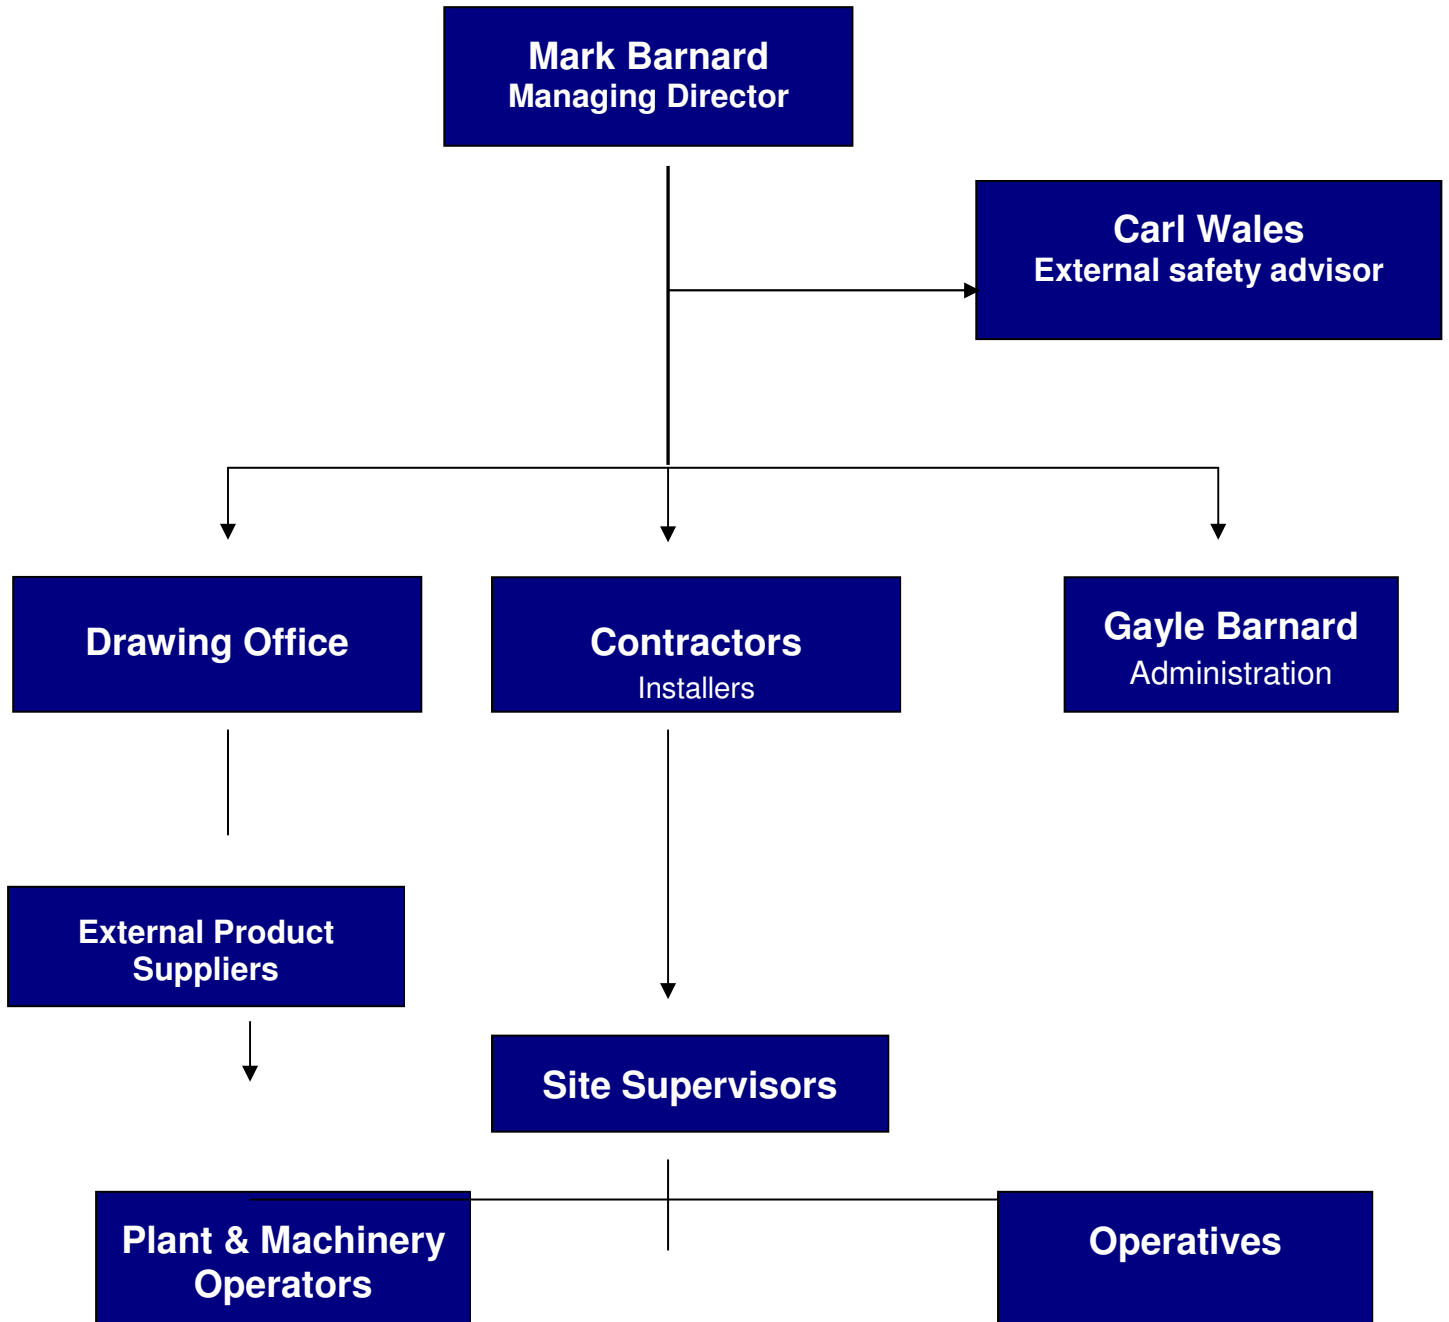 Mark Barnard
Managing Director
Carl Wales
External safety advisor
Drawing Office
Contractors
Installers
Gayle Barnard
Administration
External Product
Suppliers
Site Supervisors
Plant & Machinery
Operators
Operatives